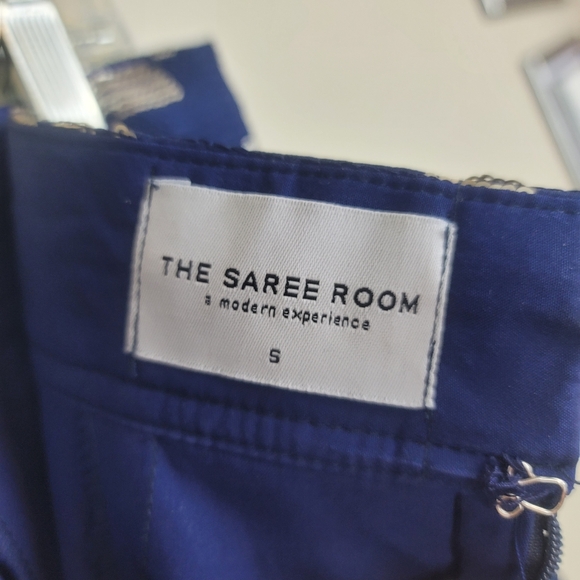 THE SAREE ROOM
a modern experience
S